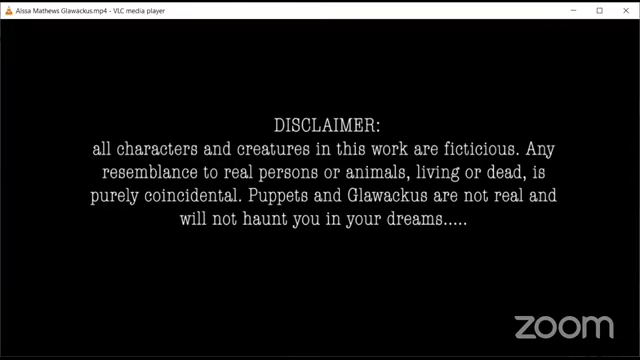 Aissa Mathews Glawackus.mp4 - VLC media player
DISCLAIMER:
all characters and creatures in this work are ficticious. Any
resemblance to real persons or animals, living or dead, is
purely coincidental. Puppets and Glawackus are not real and
will not haunt you in your dreams.....
zoom